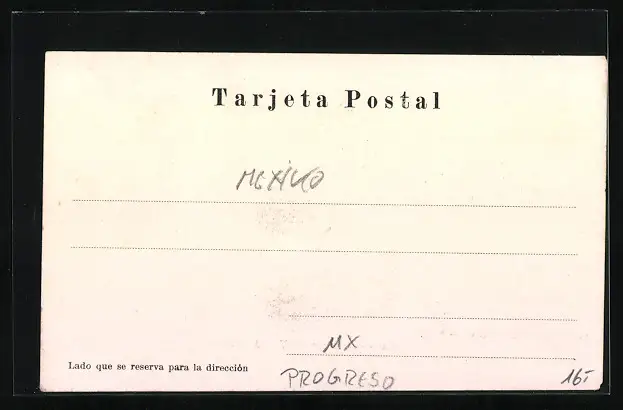 Tarjeta Postal
MEXiCO
MX
Lado que se reserva para la dirección
PROGRESO
16.-